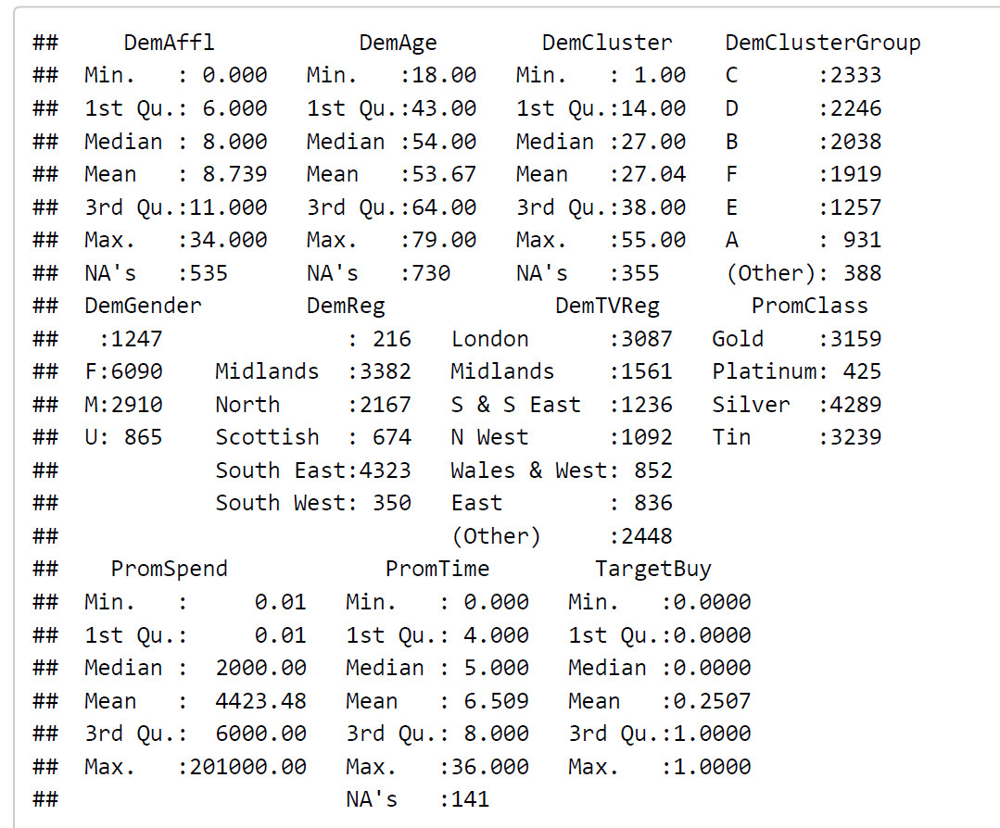 ##     DemAffl           DemAge        DemCluster    DemClusterGroup
##  Min.   : 0.000   Min.   :18.00   Min.   : 1.00   C      :2333
##  1st Qu.: 6.000   1st Qu.:43.00   1st Qu.:14.00   D      :2246
##  Median : 8.000   Median :54.00   Median :27.00   B      :2038
##  Mean   : 8.739   Mean   :53.67   Mean   :27.04   F      :1919
##  3rd Qu.:11.000   3rd Qu.:64.00   3rd Qu.:38.00   E      :1257
##  Max.   :34.000   Max.   :79.00   Max.   :55.00   A      : 931
##  NA's   :535      NA's   :730     NA's   :355     (Other): 388
##  DemGender        DemReg             DemTVReg       PromClass
##   :1247              : 216   London      :3087   Gold    :3159
##  F:6090    Midlands  :3382   Midlands    :1561   Platinum: 425
##  M:2910    North     :2167   S & S East  :1236   Silver  :4289
##  U: 865    Scottish  : 674   N West      :1092   Tin     :3239
##            South East:4323   Wales & West: 852
##            South West: 350   East        : 836
##                              (Other)     :2448
##    PromSpend            PromTime        TargetBuy
##  Min.   :     0.01   Min.   : 0.000   Min.   :0.0000
##  1st Qu.:     0.01   1st Qu.: 4.000   1st Qu.:0.0000
##  Median :  2000.00   Median : 5.000   Median :0.0000
##  Mean   :  4423.48   Mean   : 6.509   Mean   :0.2507
##  3rd Qu.:  6000.00   3rd Qu.: 8.000   3rd Qu.:1.0000
##  Max.   :201000.00   Max.   :36.000   Max.   :1.0000
##                      NA's   :141